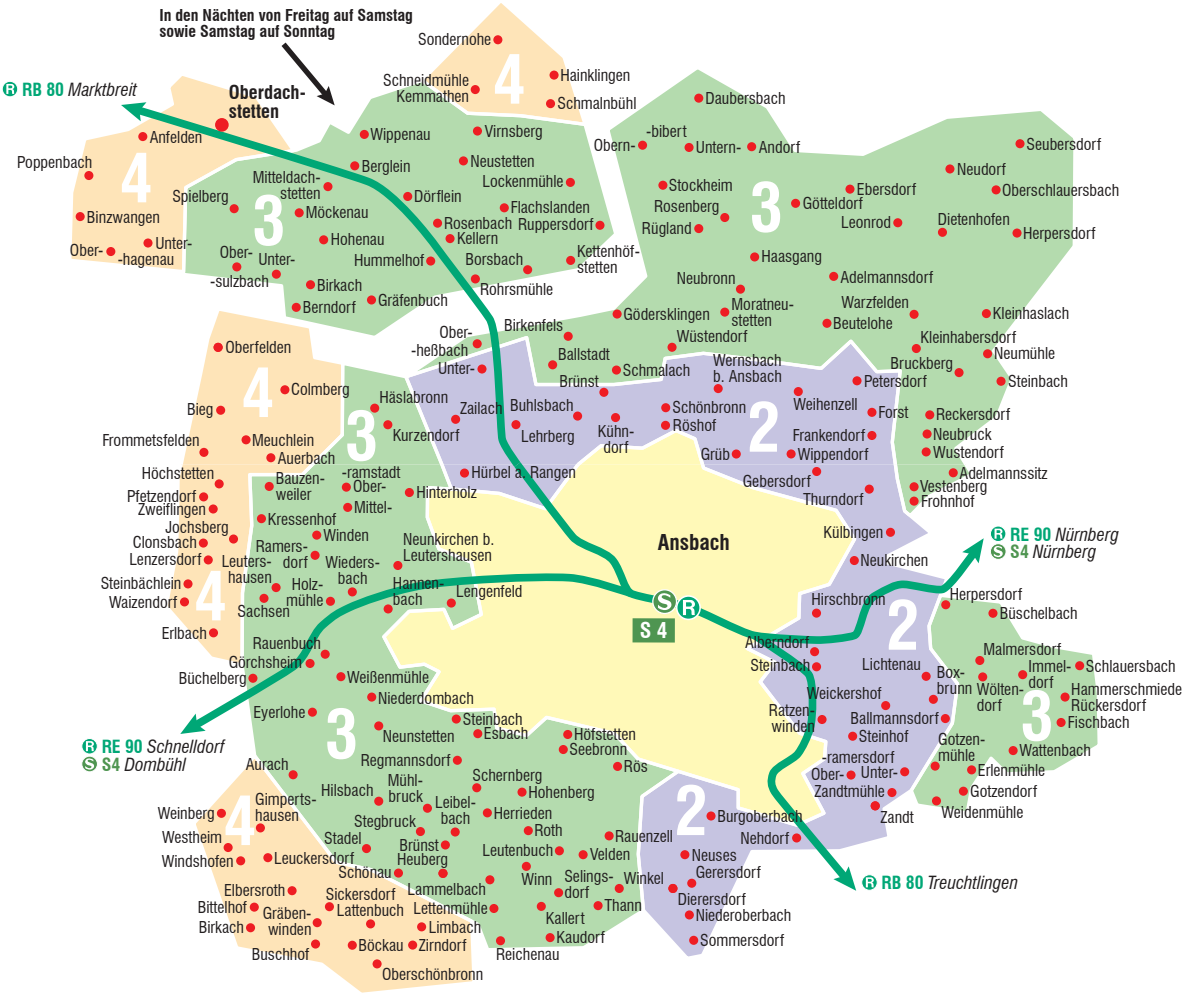 In den Nächten von Freitag auf Samstag
sowie Samstag auf Sonntag
R RB 80 Marktbreit
Oberdach-
stetten
Anfelden
Poppenbach
4
Binzwangen
Ober-
Unter-
-hagenau
Sondernohe
4
Schneidmühle
Kemmathen
Hainklingen
Schmalnbühl
Wippenau
Virnsberg
Berglein
Neustetten
Mitteldach-
stetten
Lockenmühle
Spielberg
3
Möckenau
Dörflein
Flachslanden
Rosenbach
Ruppersdorf
Kellern
Hohenau
Hummelhof
Borsbach
Kettenhöf-
stetten
Ober-
Unter-
-sulzbach
Birkach
Rohrsmühle
Berndorf
Gräfenbuch
Daubersbach
-bibert
Obern-
Untern-
Andorf
Seubersdorf
Neudorf
Stockheim
3
Ebersdorf
Oberschlauersbach
Rosenberg
Götteldorf
Rügland
Leonrod
Dietenhofen
Herpersdorf
Haasgang
Neubronn
Adelmannsdorf
Moratneu-
stetten
Warzfelden
Kleinhaslach
Gödersklingen
Beutelohe
Birkenfels
Wüstendorf
Kleinhabersdorf
Neumühle
Ober-
-heßbach
Unter-
Ballstadt
Schmalach
Bruckberg
Steinbach
Brünst
Wernsbach
b. Ansbach
Petersdorf
Weihenzell
Reckersdorf
Neubruck
Wustendorf
Adelmannssitz
Vestenberg
Frohnhof
Zailach
Buhlsbach
Lehrberg
Kühn-
dorf
Schönbronn
Röshof
2
Forst
Frankendorf
Grüb
Wippendorf
Gebersdorf
Thurndorf
Hürbel a. Rangen
Külbingen
Neukirchen
Oberfelden
4
Colmberg
Bieg
Häslabronn
3
Kurzendorf
Frommetsfelden
Meuchlein
Auerbach
Höchstetten
Bauzen-
weiler
-ramstadt
Ober-
Hinterholz
Pfetzendorf
Zweiflingen
Mittel-
Jochsberg
Kressenhof
Clonsbach
Winden
Neunkirchen b.
Leutershausen
Lenzersdorf
Leuters-
hausen
Ramers-
dorf
Wieders-
bach
Steinbächlein
Holz-
mühle
Hannen-
bach
Lengenfeld
Waizendorf
4
Sachsen
Erlbach
Rauenbuch
Görchsheim
Büchelberg
Weißenmühle
Ansbach
S R
S 4
R RE 90 Nürnberg
S S4 Nürnberg
Hirschbronn
2
Herpersdorf
Büschelbach
Alberndorf
Steinbach
Lichtenau
Malmersdorf
Immel-
dorf
Schlauersbach
Box-
brunn
Wölten-
dorf
3
Hammerschmiede
Rückersdorf
Weickershof
Ratzen-
winden
Ballmannsdorf
Fischbach
Steinhof
Gotzen-
mühle
Wattenbach
-ramersdorf
Ober-
Unter-
Erlenmühle
Zandtmühle
Gotzendorf
Zandt
Weidenmühle
R RE 90 Schnelldorf
S S4 Dombühl
Niederdombach
Eyerlohe
3
Neunstetten
Steinbach
Esbach
Höfstetten
Seebronn
Regmannsdorf
Rös
Aurach
Hilsbach
Mühl-
bruck
Schernberg
Hohenberg
Gimperts-
hausen
4
Weinberg
Leibel-
bach
Herrieden
Stegbruck
Westheim
Stadel
Brünst
Roth
Rauenzell
Windshofen
Leuckersdorf
Heuberg
Leutenbuch
Velden
Schönau
Elbersroth
Lammelbach
Winn
Selings-
dorf
Winkel
Bittelhof
Sickersdorf
Lattenbuch
Lettenmühle
Thann
Birkach
Gräben-
winden
Limbach
Kallert
Buschhof
Böckau
Zirndorf
Kaudorf
Reichenau
Oberschönbronn
2
Burgoberbach
Nehdorf
Neuses
Gerersdorf
Dierersdorf
Niederoberbach
Sommersdorf
R RB 80 Treuchtlingen